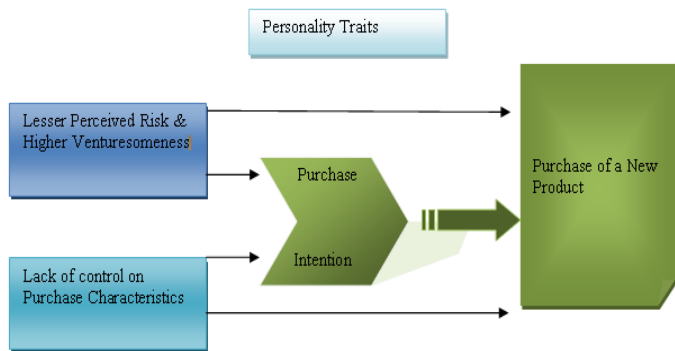 Personality Traits
Lesser Perceived Risk &
Higher Venturesomeness
Purchase
Intention
Purchase of a New
Product
Lack of control on
Purchase Characteristics